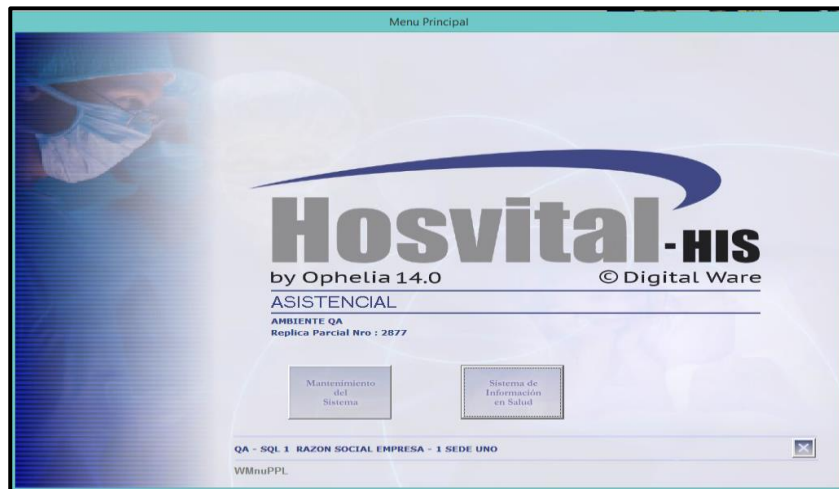 Menu Principal
Hosvital-HIS
by Ophelia 14.0 © Digital Ware
ASISTENCIAL
AMBIENTE QA
Replica Parcial Nro : 2877
Mantenimiento
del
Sistema
Sistema de
Información
en Salud
QA - SQL 1 RAZON SOCIAL EMPRESA - 1 SEDE UNO
WMnuPPL